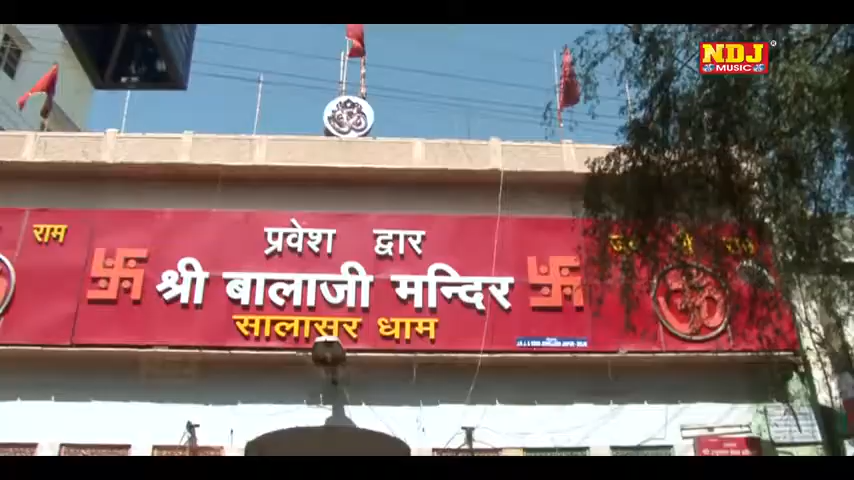 NDJ
MUSIC
राम
प्रवेश द्वार
श्री बालाजी मन्दिर
सालासर धाम